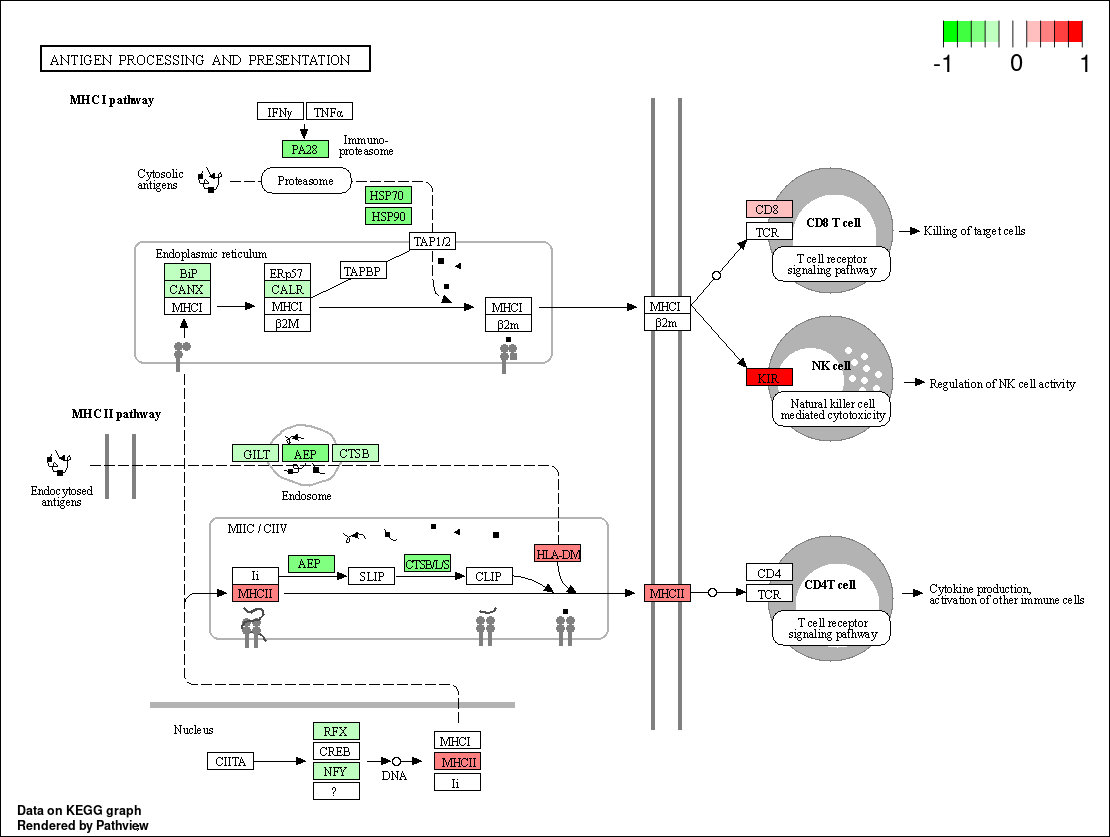 -1 0 1
ANTIGEN PROCESSING AND PRESENTATION
MHC I pathway
IFNγ TNFα
PA28
Immuno-
proteasome
Cytosolic
antigens
Proteasome
HSP70
HSP90
TAP1/2
Endoplasmic reticulum
BiP
CANX
MHCI
ERp57
CALR
MHCI
β2M
TAPBP
MHCI
β2m
MHCI
β2m
CD8
TCR
CD8 T cell
T cell receptor
signaling pathway
Killing of target cells
KIR
NK cell
Natural killer cell
mediated cytotoxicity
Regulation of NK cell activity
MHC II pathway
Endocytosed
antigens
GILT AEP CTSB
Endosome
MIIC / CIIV
Ii
MHCII
AEP
SLIP
CTSB/L/S
CLIP
HLA-DM
MHCII
CD4
TCR
CD4T cell
T cell receptor
signaling pathway
Cytokine production,
activation of other immune cells
Nucleus
CIITA
RFX
CREB
NFY
?
DNA
MHCI
MHCII
Ii
Data on KEGG graph
Rendered by Pathview